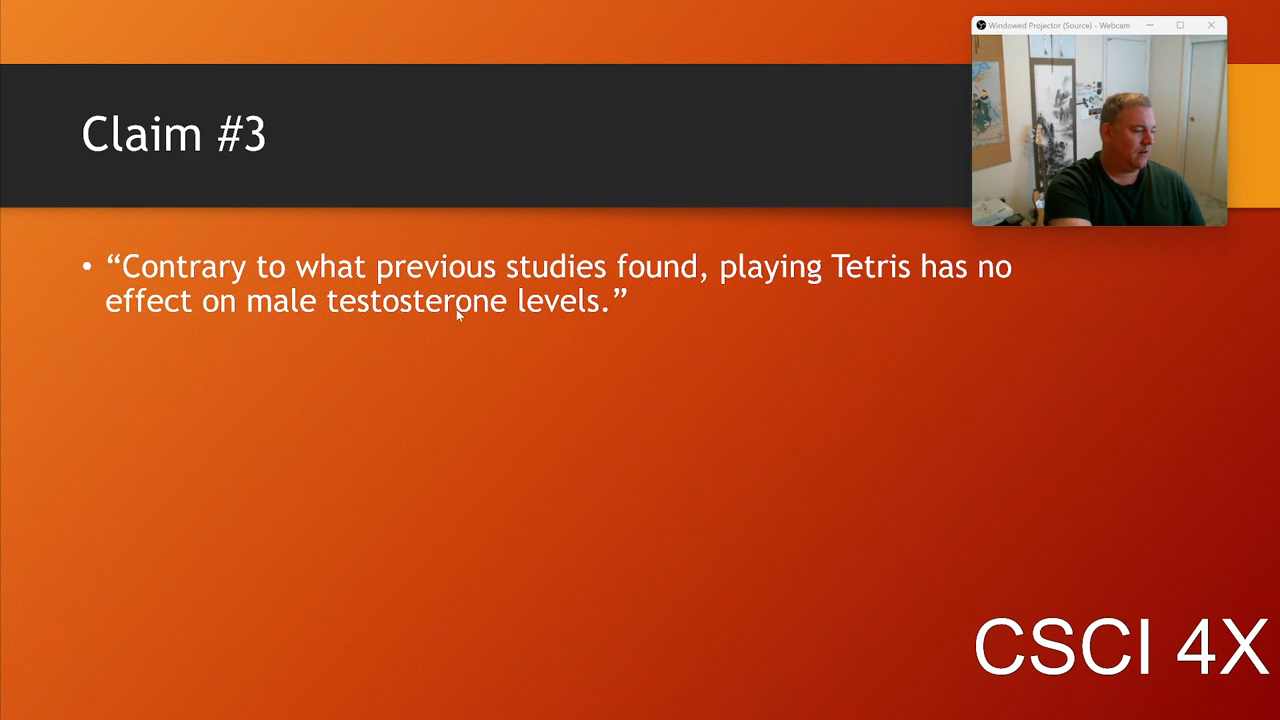 Windowed Projector (Source) - Webcam
Claim #3
• “Contrary to what previous studies found, playing Tetris has no
effect on male testosterone levels.”
CSCI 4X